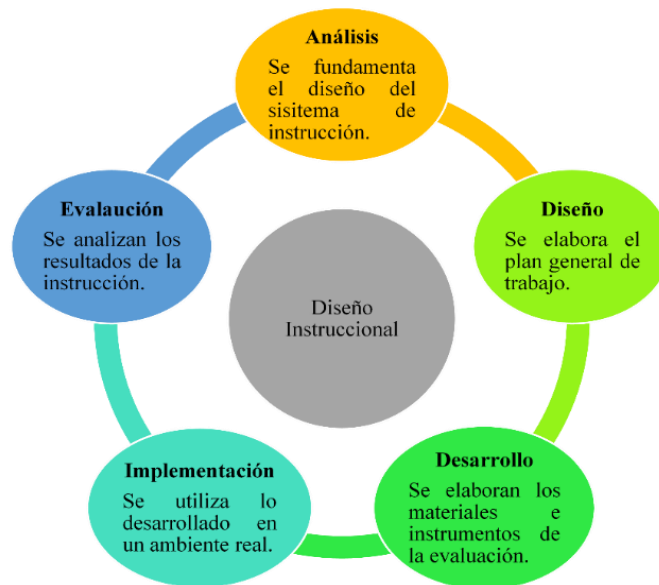 Análisis
Se fundamenta
el diseño del
sisitema de
instrucción.
Diseño
Se elabora el
plan general de
trabajo.
Desarrollo
Se elaboran los
materiales e
instrumentos de
la evaluación.
Implementación
Se utiliza lo
desarrollado en
un ambiente real.
Evalaución
Se analizan los
resultados de la
instrucción.
Diseño
Instruccional